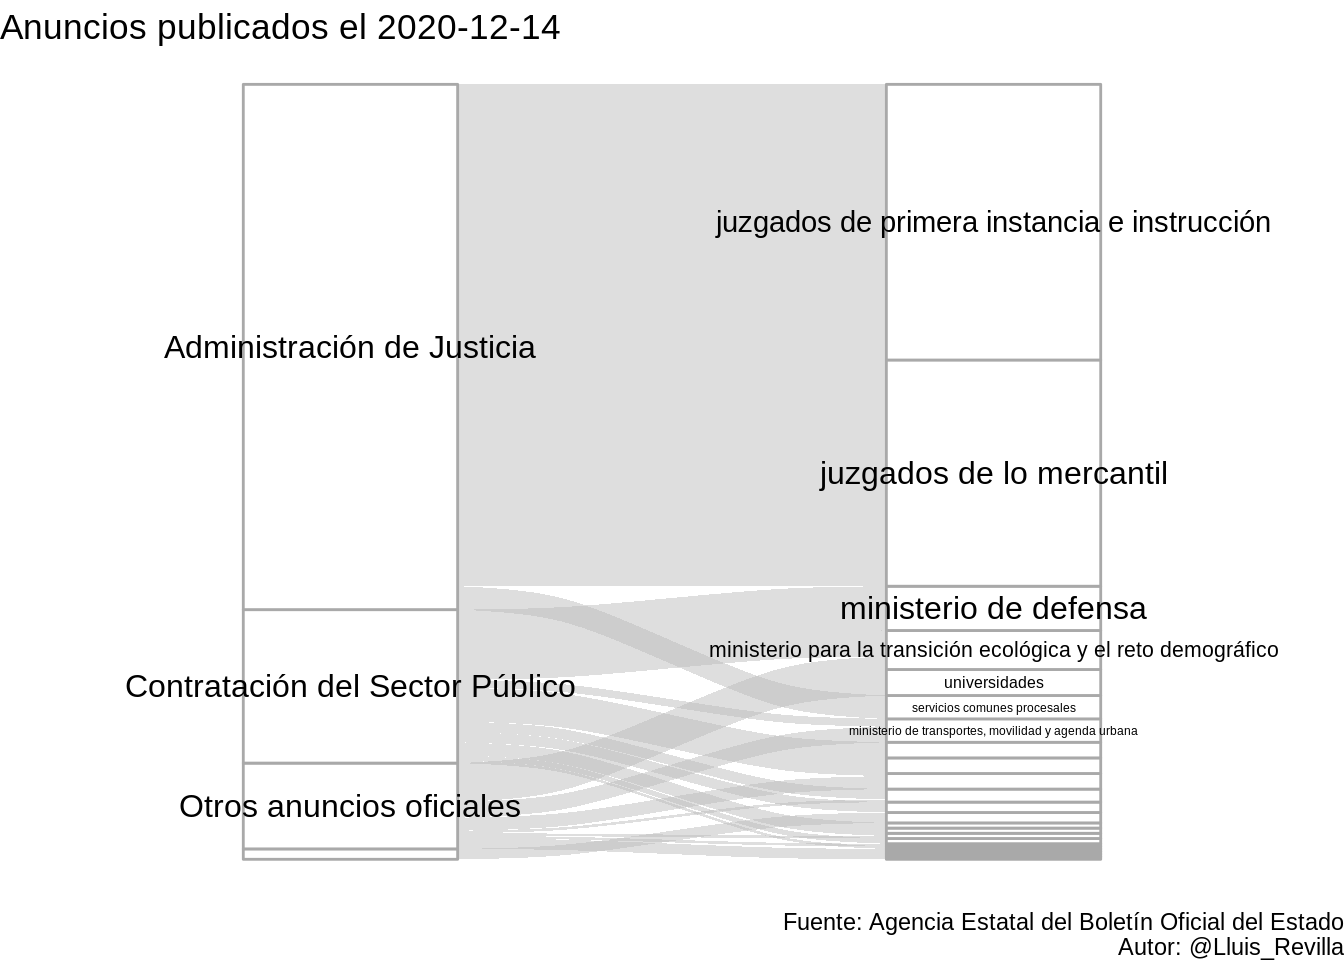 Anuncios publicados el 2020-12-14
juzgados de primera instancia e instrucción
Administración de Justicia
juzgados de lo mercantil
ministerio de defensa
ministerio para la transición ecológica y el reto demográfico
universidades
Contratación del Sector Público
servicios comunes procesales
ministerio de transportes, movilidad y agenda urbana
Otros anuncios oficiales
Fuente: Agencia Estatal del Boletín Oficial del Estado
Autor: @Lluis_Revilla